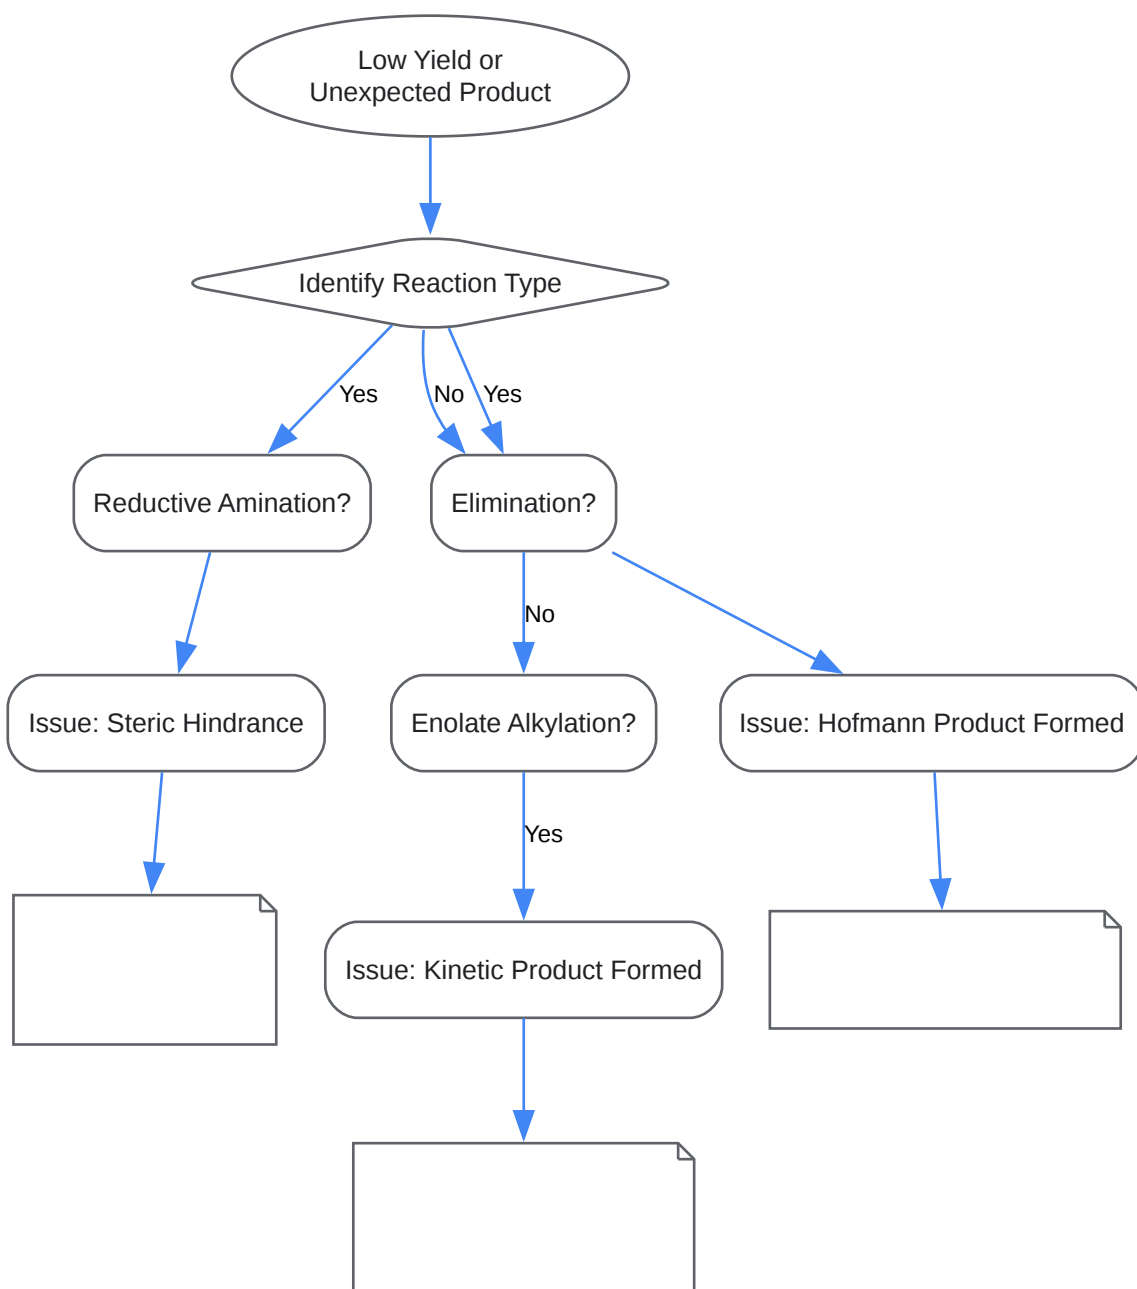 Low Yield or
Unexpected Product
Identify Reaction Type
Yes
No
Yes
Reductive Amination?
Elimination?
No
Issue: Steric Hindrance
Enolate Alkylation?
Issue: Hofmann Product Formed
Yes
Issue: Kinetic Product Formed